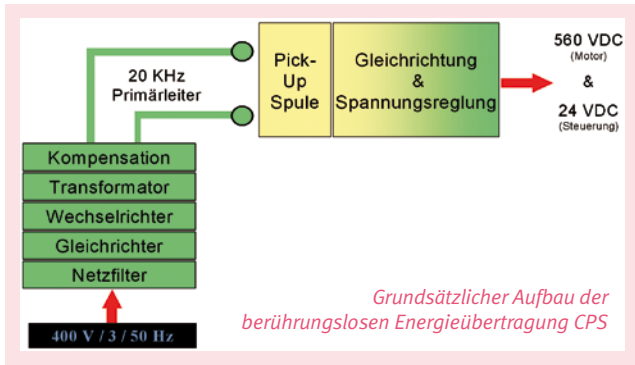 20 KHz
Primärleiter
Pick-
Up
Spule
Gleichrichtung
&
Spannungsreglung
560 VDC
(Motor)
&
24 VDC
(Steuerung)
Kompensation
Transformator
Wechselrichter
Gleichrichter
Netzfilter
400 V / 3 / 50 Hz
Grundsätzlicher Aufbau der
berührungslosen Energieübertragung CPS